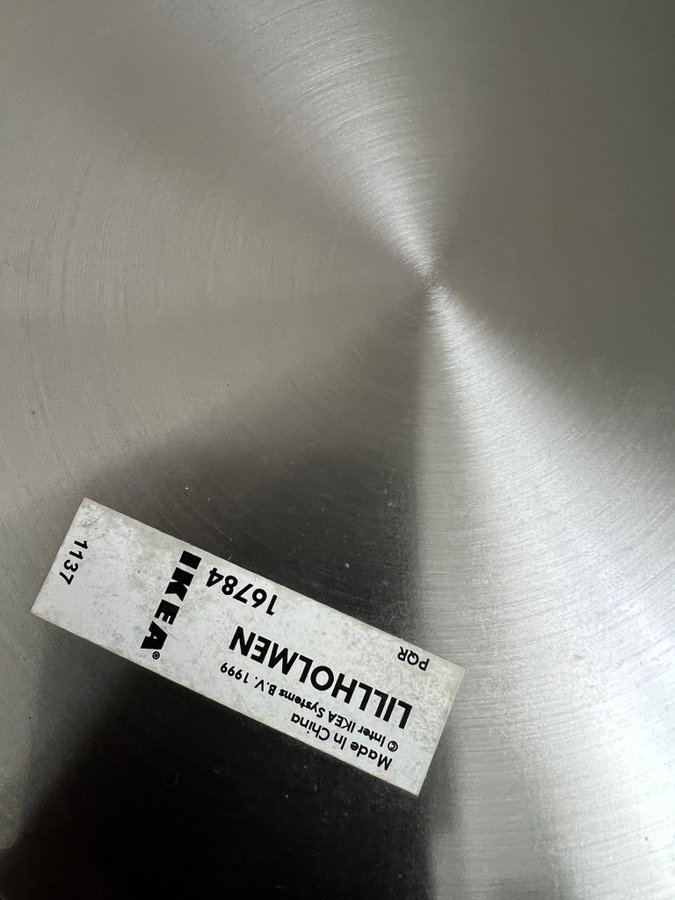 Made in China
© Inter IKEA Systems B.V. 1999
LILLHOLMEN
PQR
16784
IKEA®
1137